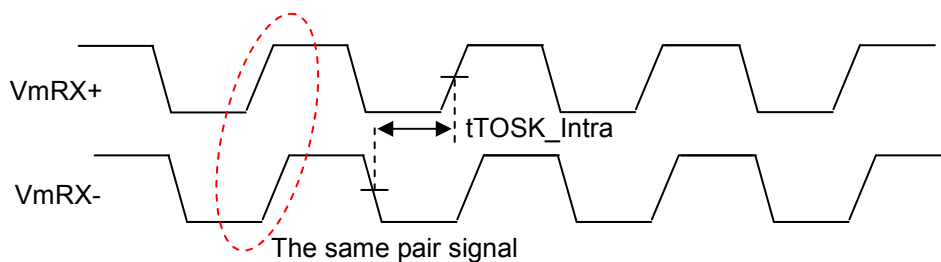 VmRX+
tTOSK_Intra
VmRX-
The same pair signal